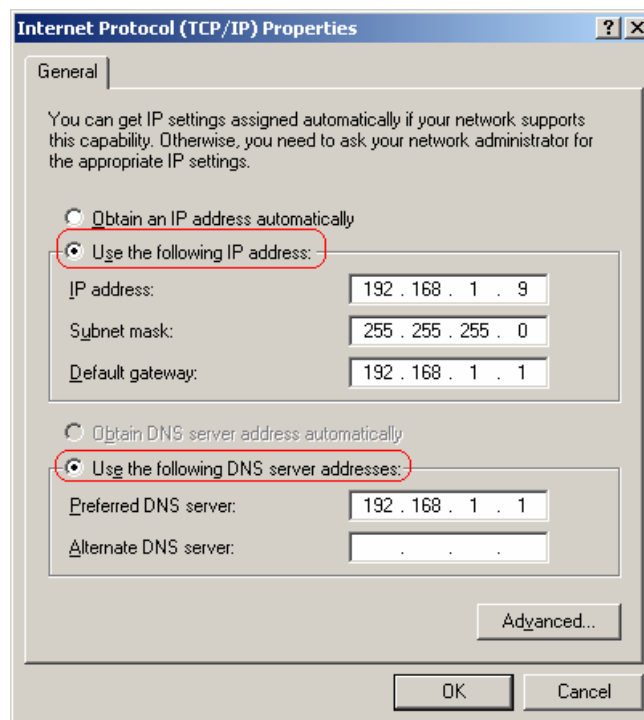 Internet Protocol (TCP/IP) Properties
General
You can get IP settings assigned automatically if your network supports
this capability. Otherwise, you need to ask your network administrator for
the appropriate IP settings.
Obtain an IP address automatically
Use the following IP address:
IP address: 192 . 168 . 1 . 9
Subnet mask: 255 . 255 . 255 . 0
Default gateway: 192 . 168 . 1 . 1
Obtain DNS server address automatically
Use the following DNS server addresses:
Preferred DNS server: 192 . 168 . 1 . 1
Alternate DNS server: . . .
Advanced...
OK Cancel